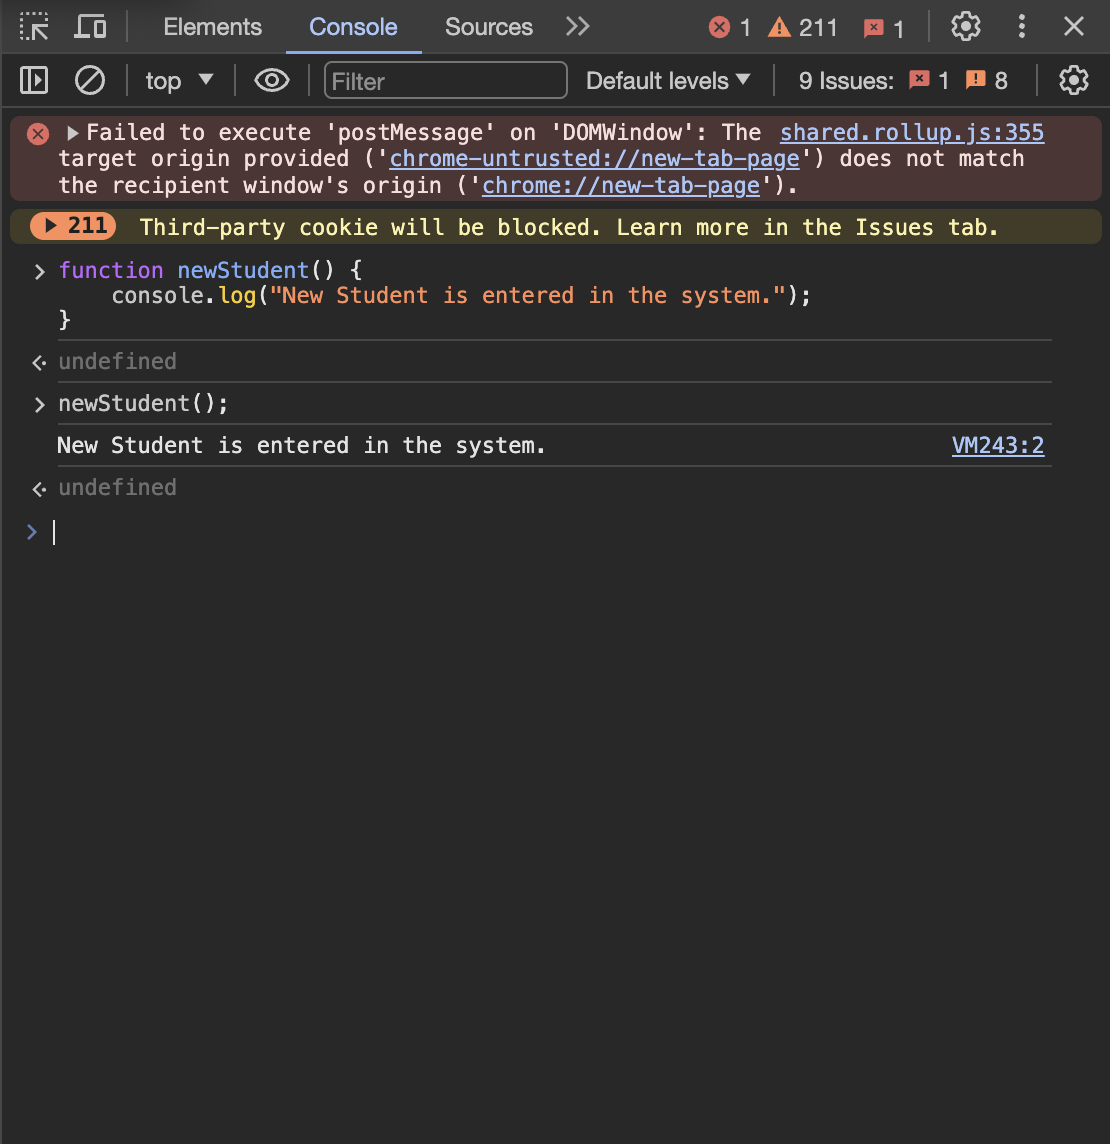 Elements Console Sources 1 211 1
top Filter Default levels 9 Issues: 1 8
Failed to execute 'postMessage' on 'DOMWindow': The shared.rollup.js:355
target origin provided ('chrome-untrusted://new-tab-page') does not match
the recipient window's origin ('chrome://new-tab-page').
211 Third-party cookie will be blocked. Learn more in the Issues tab.
function newStudent() {
    console.log("New Student is entered in the system.");
}
undefined
newStudent();
New Student is entered in the system. VM243:2
undefined